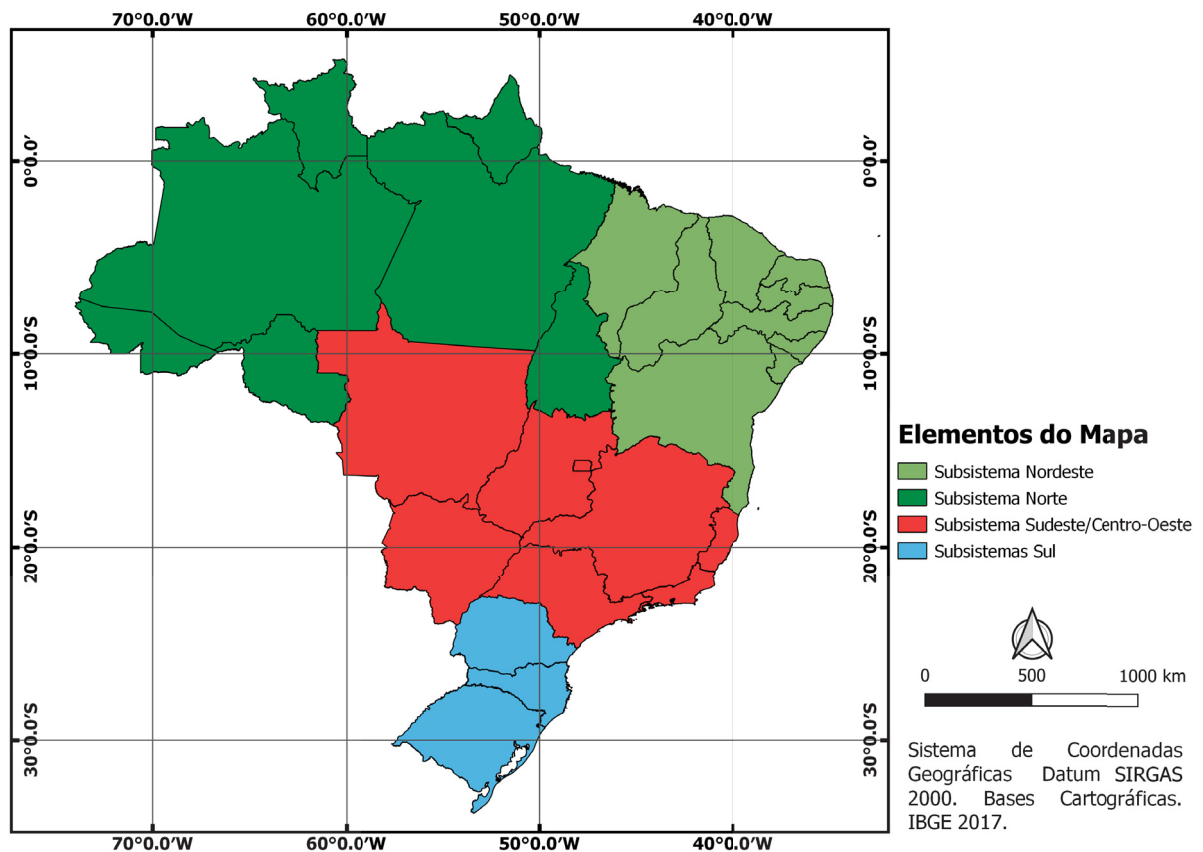 70°0.0′W 60°0.0′W 50°0.0′W 40°0.0′W
0°0.0′ 0°0.0′
10°0.0′S 10°0.0′S
20°0.0′S 20°0.0′S
30°0.0′S 30°0.0′S
70°0.0′W 60°0.0′W 50°0.0′W 40°0.0′W
Elementos do Mapa
Subsistema Nordeste
Subsistema Norte
Subsistema Sudeste/Centro-Oeste
Subsistemas Sul
0 500 1000 km
Sistema de Coordenadas
Geográficas Datum SIRGAS
2000. Bases Cartográficas.
IBGE 2017.